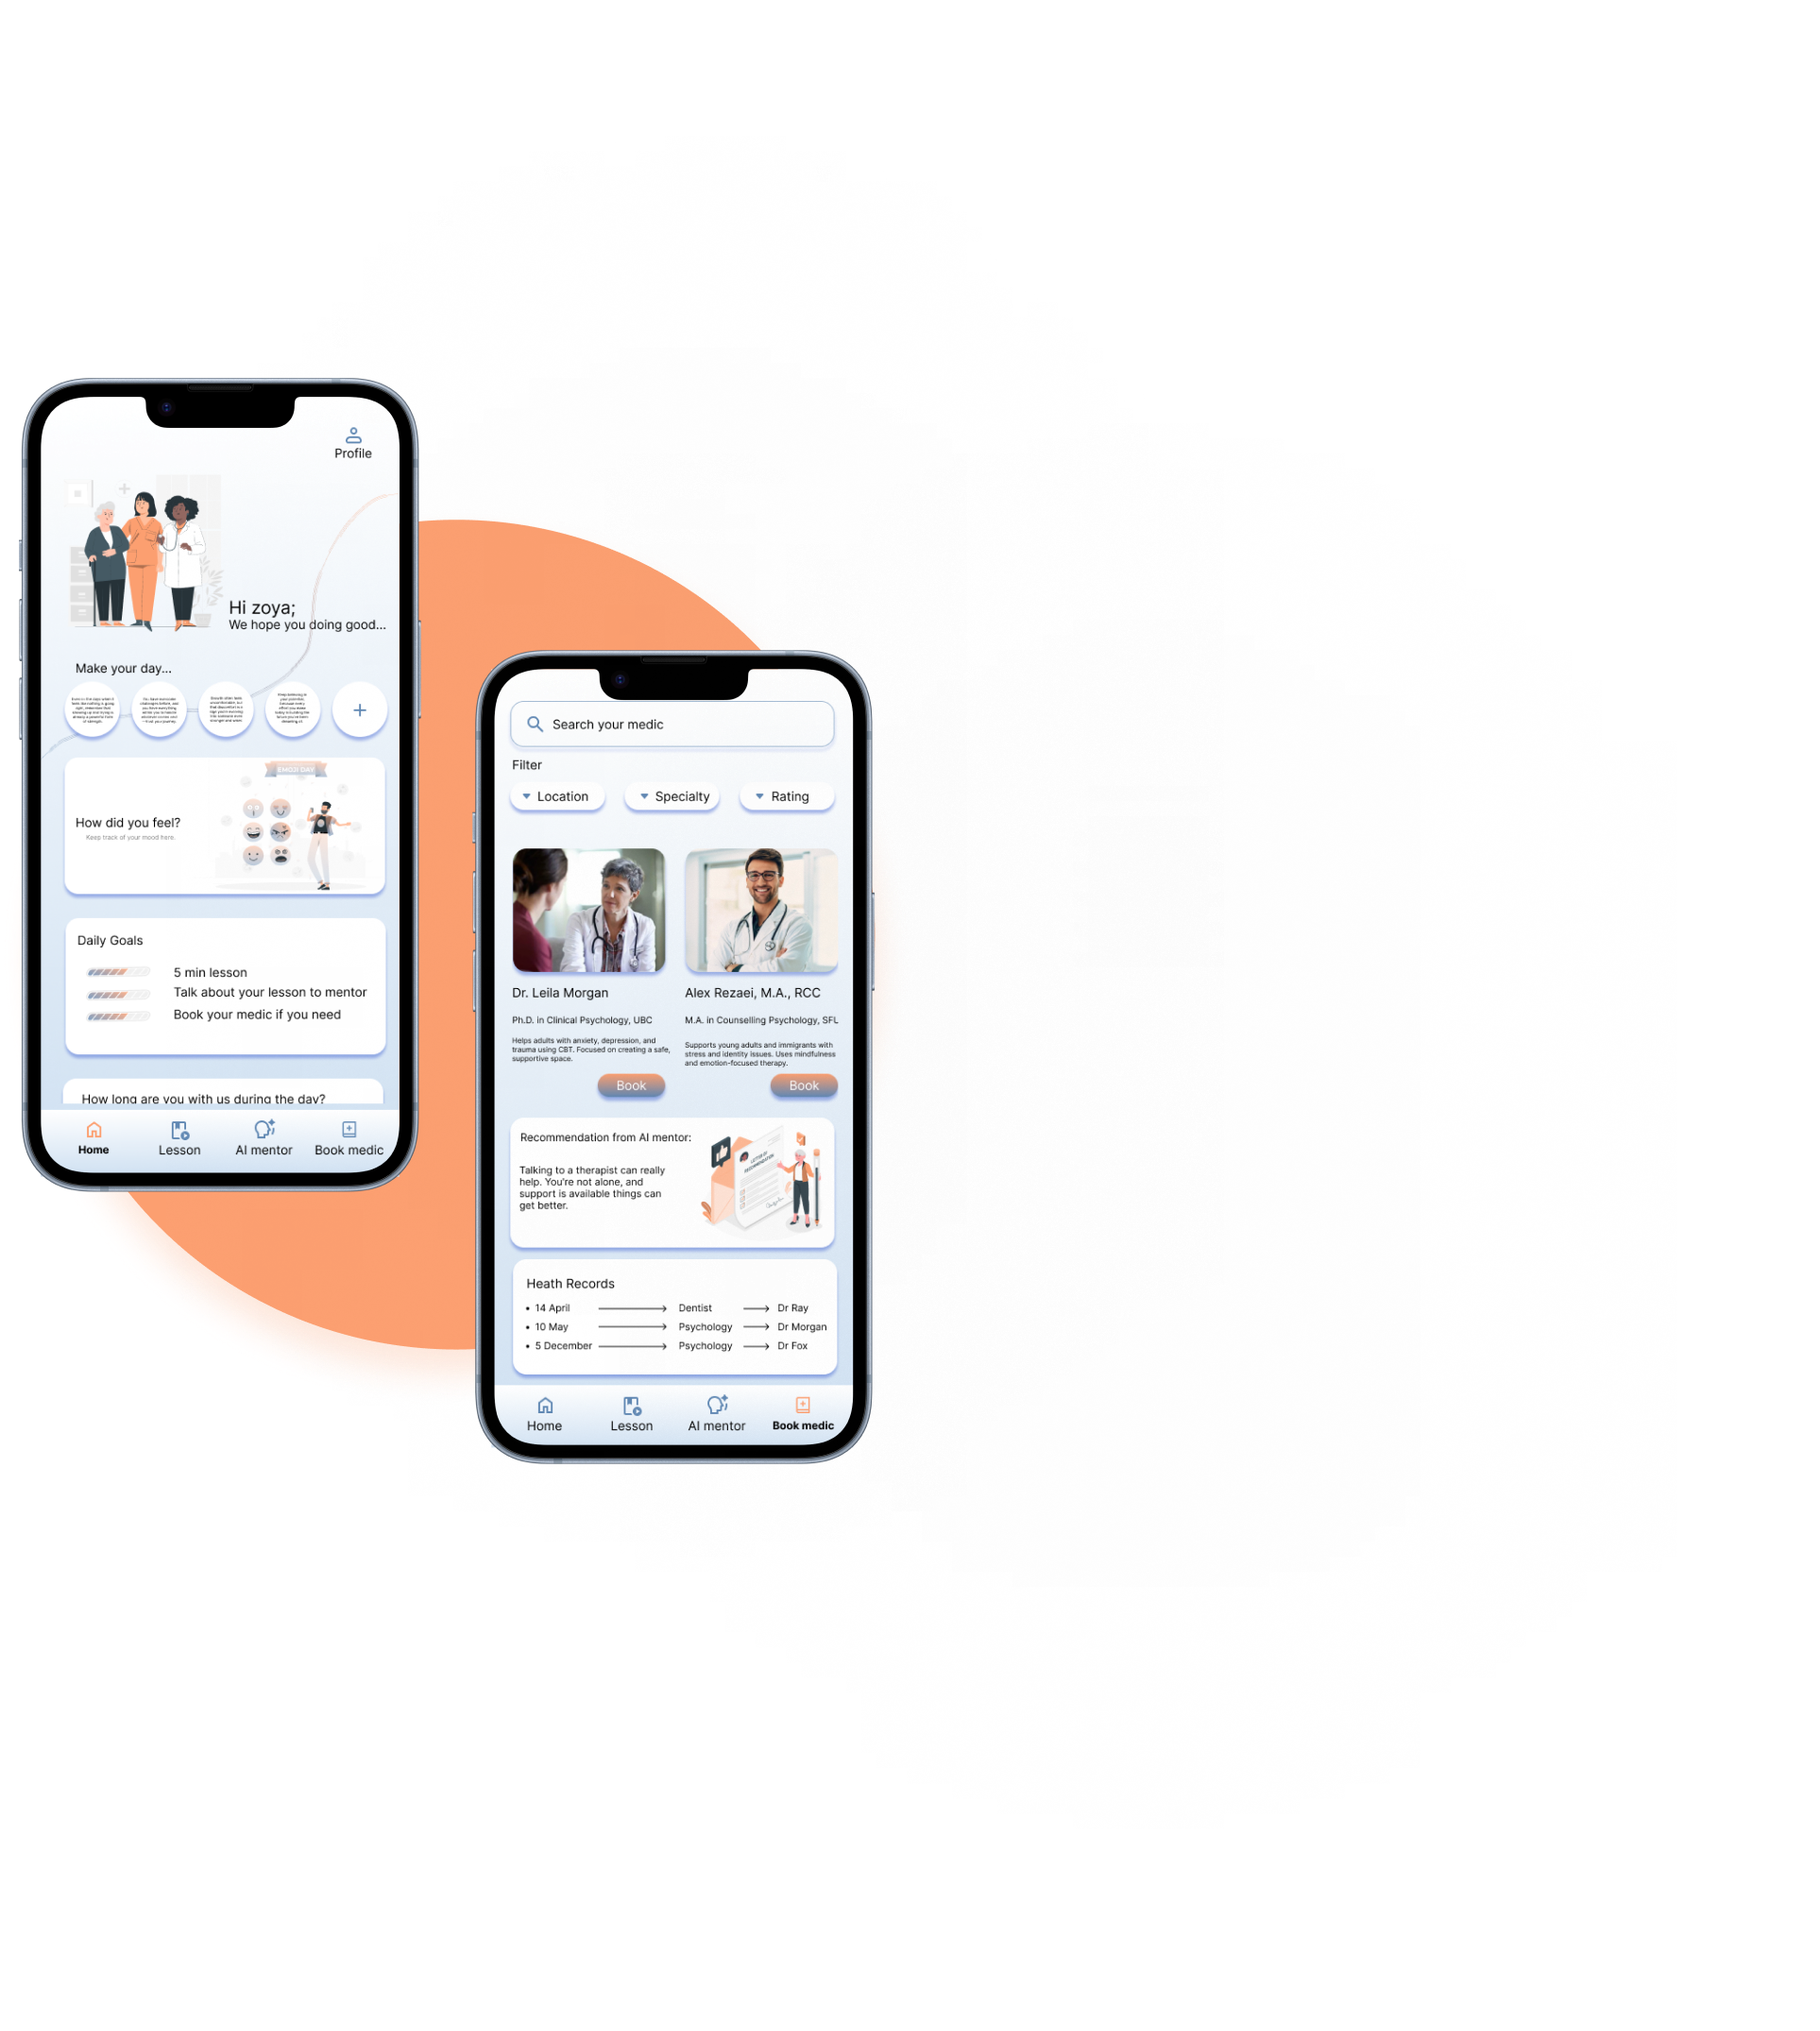 Profile
Hi zoya;
We hope you doing good...
Make your day...
EMOJI DAY
How did you feel?
Keep track of your mood here.
Daily Goals
5 min lesson
Talk about your lesson to mentor
Book your medic if you need
How long are you with us during the day?
Home
Lesson
AI mentor
Book medic
Search your medic
Filter
Location
Specialty
Rating
Dr. Leila Morgan
Ph.D. in Clinical Psychology, UBC
Helps adults with anxiety, depression, and
trauma using CBT. Focused on creating a safe,
supportive space.
Book
Alex Rezaei, M.A., RCC
M.A. in Counselling Psychology, SFU
Supports young adults and immigrants with
stress and identity issues. Uses mindfulness
and emotion-focused therapy.
Book
Recommendation from AI mentor:
Talking to a therapist can really
help. You're not alone, and
support is available things can
get better.
LETTER OF
RECOMMENDATION
Heath Records
• 14 April → Dentist → Dr Ray
• 10 May → Psychology → Dr Morgan
• 5 December → Psychology → Dr Fox
Home
Lesson
AI mentor
Book medic